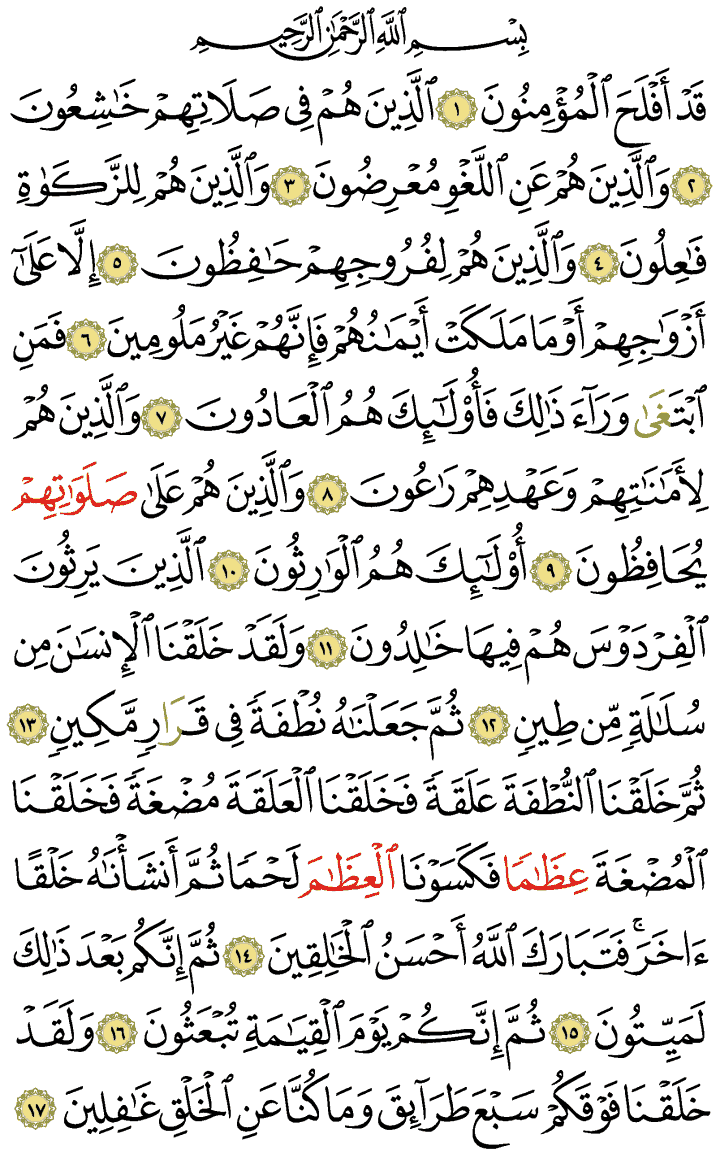 بِسْمِ ٱللَّهِ ٱلرَّحْمَٰنِ ٱلرَّحِيمِ
قَدْ أَفْلَحَ ٱلْمُؤْمِنُونَ ١ ٱلَّذِينَ هُمْ فِى صَلَاتِهِمْ خَٰشِعُونَ
٢ وَٱلَّذِينَ هُمْ عَنِ ٱللَّغْوِ مُعْرِضُونَ ٣ وَٱلَّذِينَ هُمْ لِلزَّكَوٰةِ
فَٰعِلُونَ ٤ وَٱلَّذِينَ هُمْ لِفُرُوجِهِمْ حَٰفِظُونَ ٥ إِلَّا عَلَىٰٓ
أَزْوَٰجِهِمْ أَوْ مَا مَلَكَتْ أَيْمَٰنُهُمْ فَإِنَّهُمْ غَيْرُ مَلُومِينَ ٦ فَمَنِ
ٱبْتَغَىٰ وَرَآءَ ذَٰلِكَ فَأُو۟لَٰٓئِكَ هُمُ ٱلْعَادُونَ ٧ وَٱلَّذِينَ هُمْ
لِأَمَٰنَٰتِهِمْ وَعَهْدِهِمْ رَٰعُونَ ٨ وَٱلَّذِينَ هُمْ عَلَىٰ صَلَوَٰتِهِمْ
يُحَافِظُونَ ٩ أُو۟لَٰٓئِكَ هُمُ ٱلْوَٰرِثُونَ ١٠ ٱلَّذِينَ يَرِثُونَ
ٱلْفِرْدَوْسَ هُمْ فِيهَا خَٰلِدُونَ ١١ وَلَقَدْ خَلَقْنَا ٱلْإِنسَٰنَ مِن
سُلَٰلَةٍ مِّن طِينٍ ١٢ ثُمَّ جَعَلْنَٰهُ نُطْفَةً فِى قَرَارٍ مَّكِينٍ ١٣
ثُمَّ خَلَقْنَا ٱلنُّطْفَةَ عَلَقَةً فَخَلَقْنَا ٱلْعَلَقَةَ مُضْغَةً فَخَلَقْنَا
ٱلْمُضْغَةَ عِظَٰمًا فَكَسَوْنَا ٱلْعِظَٰمَ لَحْمًا ثُمَّ أَنشَأْنَٰهُ خَلْقًا
ءَاخَرَ ۚ فَتَبَارَكَ ٱللَّهُ أَحْسَنُ ٱلْخَٰلِقِينَ ١٤ ثُمَّ إِنَّكُم بَعْدَ ذَٰلِكَ
لَمَيِّتُونَ ١٥ ثُمَّ إِنَّكُمْ يَوْمَ ٱلْقِيَٰمَةِ تُبْعَثُونَ ١٦ وَلَقَدْ
خَلَقْنَا فَوْقَكُمْ سَبْعَ طَرَآئِقَ وَمَا كُنَّا عَنِ ٱلْخَلْقِ غَٰفِلِينَ ١٧